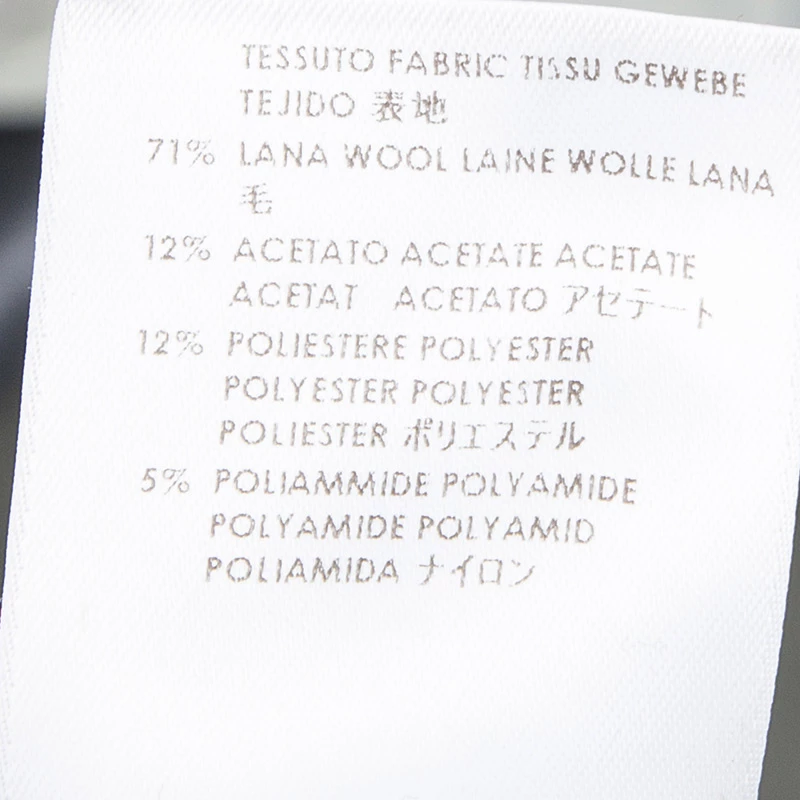 TESSUTO FABRIC TISSU GEWEBE
TEJIDO 表地
71% LANA WOOL LAINE WOLLE LANA
毛
12% ACETATO ACETATE ACETATE
ACETAT ACETATO アセテート
12% POLIESTERE POLYESTER
POLYESTER POLYESTER
POLIESTER ポリエステル
5% POLIAMMIDE POLYAMIDE
POLYAMIDE POLYAMID
POLIAMIDA ナイロン